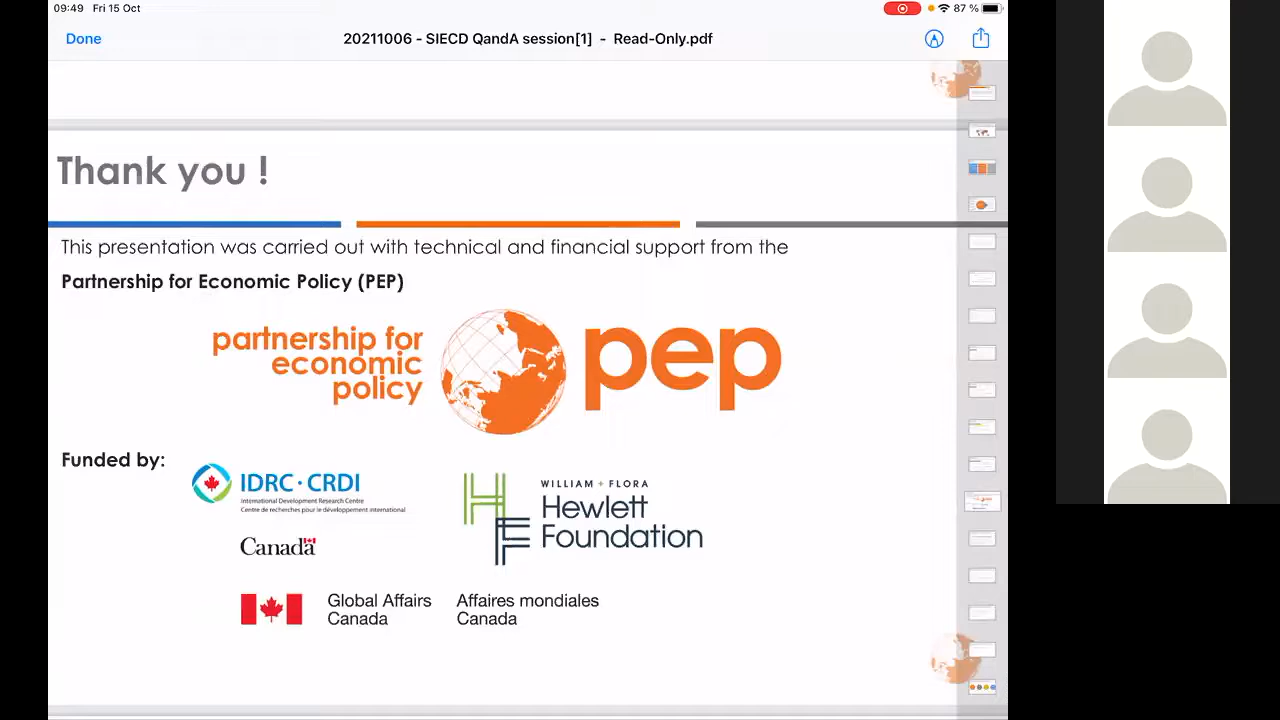 09:49 Fri 15 Oct
87 %
Done
20211006 - SIECD QandA session[1] - Read-Only.pdf
Thank you !
This presentation was carried out with technical and financial support from the
Partnership for Economic Policy (PEP)
partnership for
economic
policy
pep
Funded by:
IDRC · CRDI
International Development Research Centre
Centre de recherches pour le développement international
Canada
WILLIAM + FLORA
Hewlett
Foundation
Global Affairs
Canada
Affaires mondiales
Canada